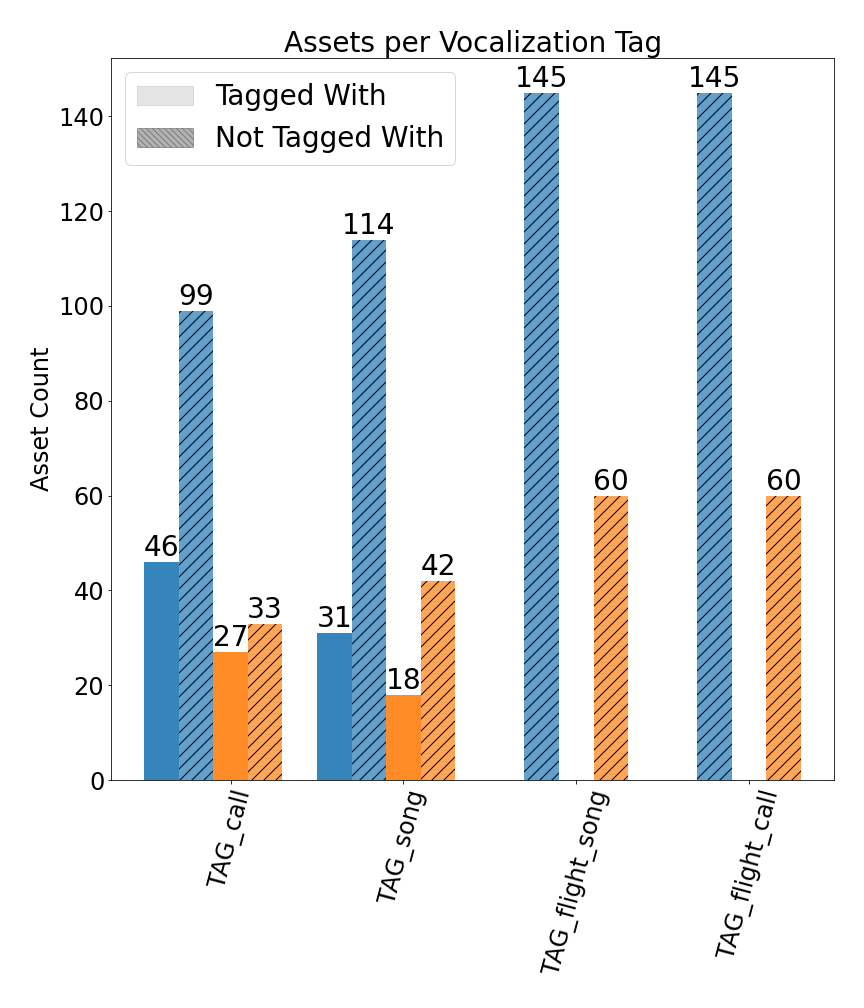 Assets per Vocalization Tag
Tagged With
Not Tagged With
Asset Count
140
120
100
80
60
40
20
0
46
99
27
33
31
114
18
42
145
60
145
60
TAG_call
TAG_song
TAG_flight_song
TAG_flight_call